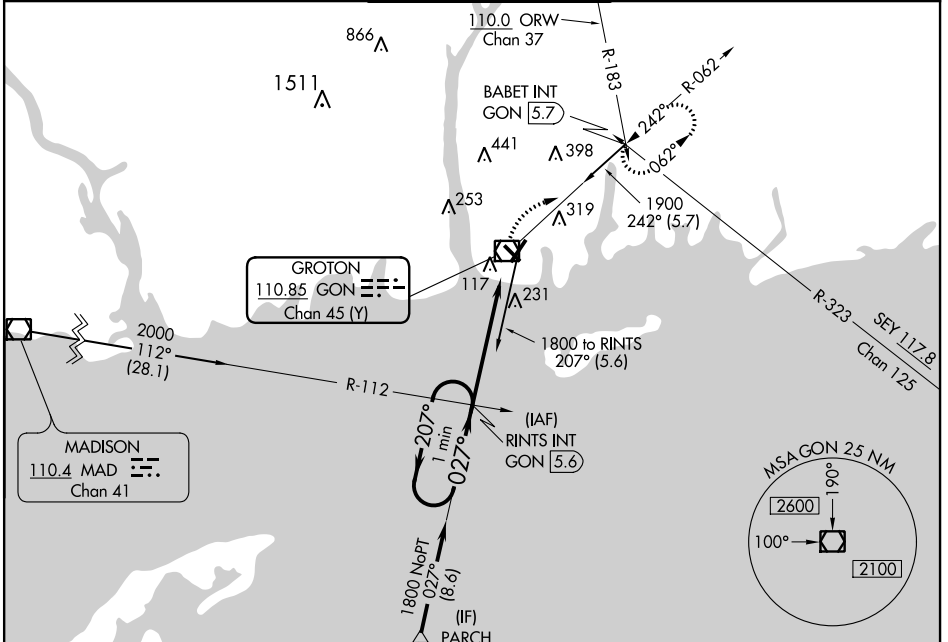 110.0 ORW
Chan 37
866
1511
R-183
R-062
BABET INT
GON 5.7
242°
062°
441
398
253
319
1900
242° (5.7)
GROTON
110.85 GON
Chan 45 (Y)
117
231
R-323
SEY 117.8
Chan 125
1800 to RINTS
207° (5.6)
2000
112°
(28.1)
R-112
(IAF)
RINTS INT
GON 5.6
207°
1 min
027°
MADISON
110.4 MAD
Chan 41
MSA GON 25 NM
190°
2600
100°
2100
1800 NoPT
027°
(8.6)
(IF)
PARCH